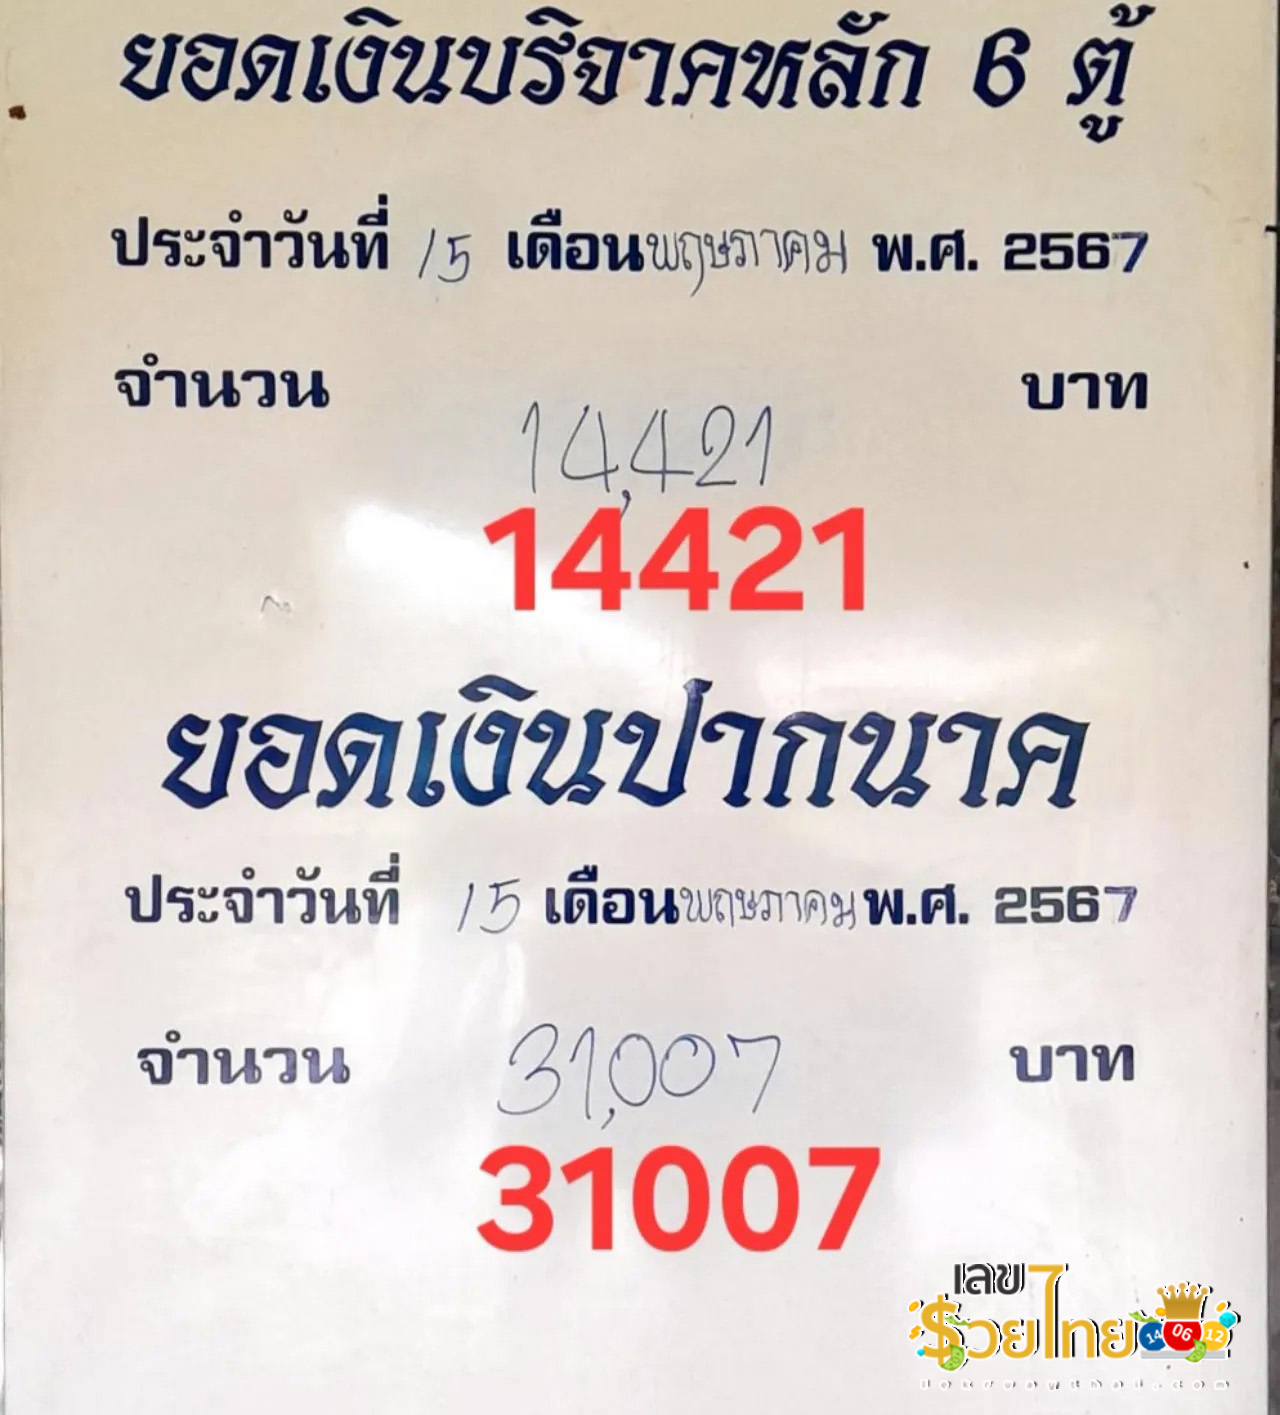 ยอดเงินบริจาคหลัก 6 ตู้
ประจำวันที่ 15 เดือนพฤษภาคม พ.ศ. 2567
จำนวน 14,421 บาท
14421
ยอดเงินปากนาค
ประจำวันที่ 15 เดือนพฤษภาคม พ.ศ. 2567
จำนวน 31,007 บาท
31007
เลข
รวยไทย
14 06 12